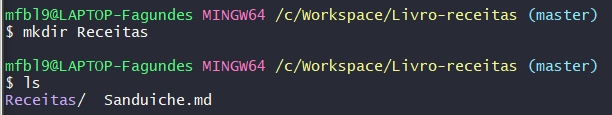 mfbl9@LAPTOP-Fagundes MINGW64 /c/Workspace/Livro-receitas (master)
$ mkdir Receitas
mfbl9@LAPTOP-Fagundes MINGW64 /c/Workspace/Livro-receitas (master)
$ ls
Receitas/  Sanduiche.md